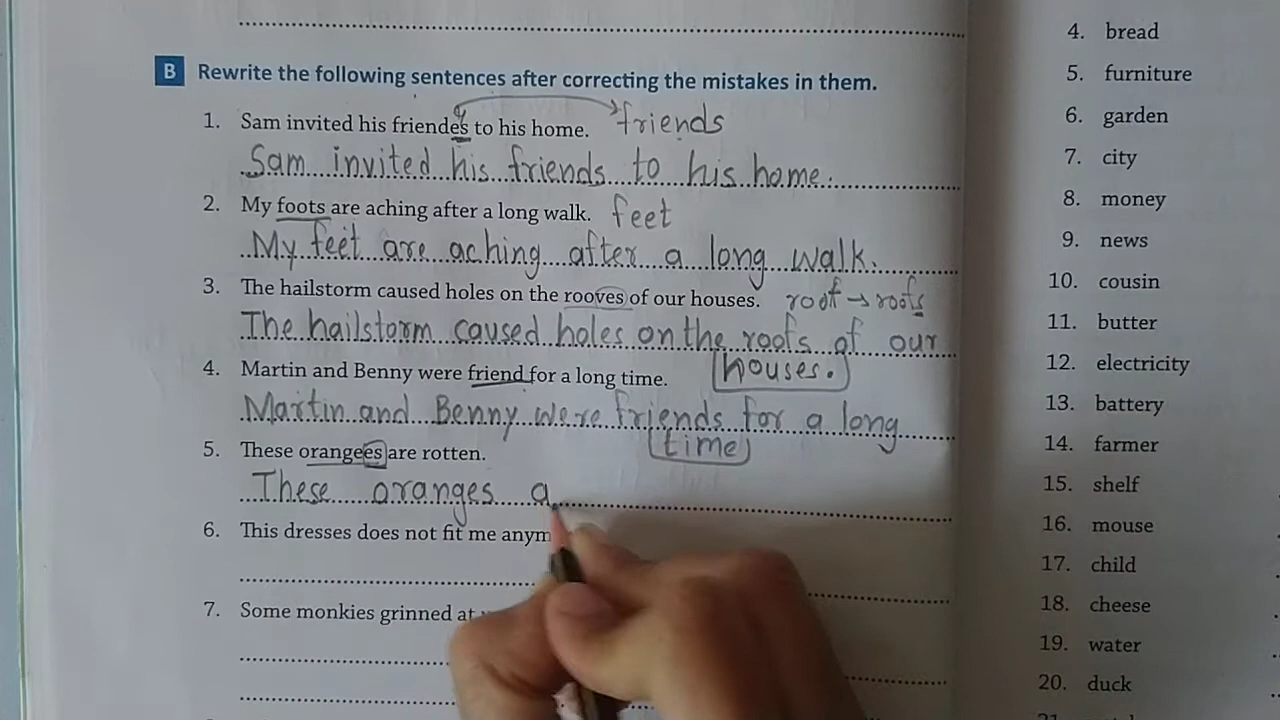 B Rewrite the following sentences after correcting the mistakes in them.
1. Sam invited his friendes to his home. friends
Sam invited his friends to his home.
2. My foots are aching after a long walk. feet
My feet are aching after a long walk.
3. The hailstorm caused holes on the rooves of our houses. roof → roofs
The hailstorm caused holes on the roofs of our
houses.
4. Martin and Benny were friend for a long time.
Martin and Benny were friends for a long
time
5. These orangees are rotten.
These oranges a
6. This dresses does not fit me
7. Some monkies grinned at
4. bread
5. furniture
6. garden
7. city
8. money
9. news
10. cousin
11. butter
12. electricity
13. battery
14. farmer
15. shelf
16. mouse
17. child
18. cheese
19. water
20. duck